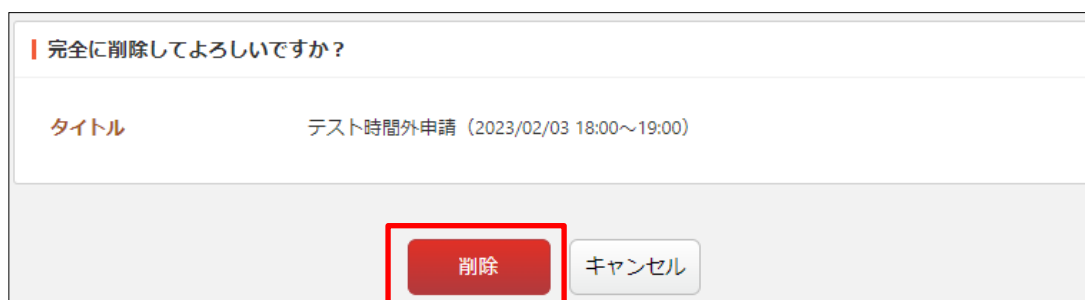 完全に削除してよろしいですか？
タイトル テスト時間外申請（2023/02/03 18:00～19:00）
削除 キャンセル